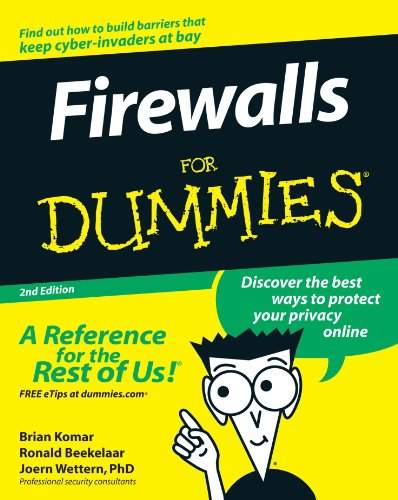 Find out how to build barriers that
keep cyber-invaders at bay
Firewalls
FOR
DUMMIES®
2nd Edition
Discover the best
ways to protect
your privacy
online
A Reference
for the
Rest of Us!®
FREE eTips at dummies.com®
Brian Komar
Ronald Beekelaar
Joern Wettern, PhD
Professional security consultants